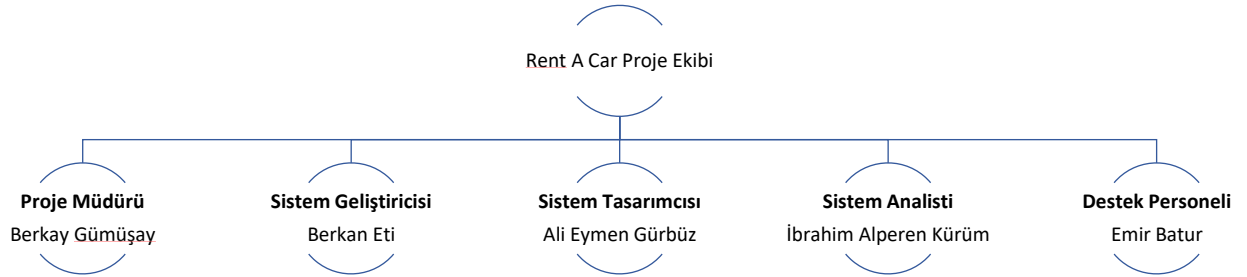 Rent A Car Proje Ekibi
Proje Müdürü
Berkay Gümüşay
Sistem Geliştiricisi
Berkan Eti
Sistem Tasarımcısı
Ali Eymen Gürbüz
Sistem Analisti
İbrahim Alperen Kürüm
Destek Personeli
Emir Batur